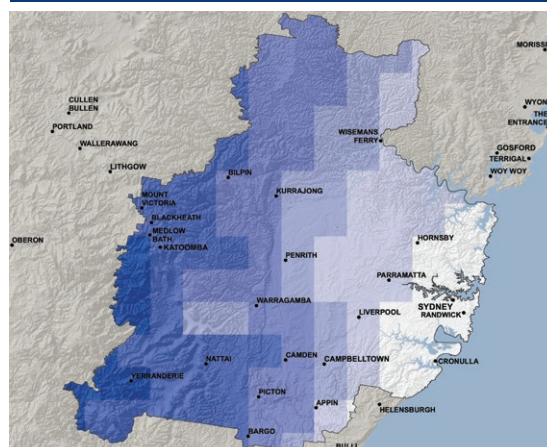 MORISSE
CULLEN
BULLEN
WYON
THE
ENTRANCE
PORTLAND
WALLERAWANG
WISEMANS
FERRY
GOSFORD
TERRIGAL
LITHGOW
BILPIN
WOY WOY
MOUNT
VICTORIA
KURRAJONG
BLACKHEATH
MEDLOW
BATH
KATOOMBA
OBERON
HORNSBY
PENRITH
PARRAMATTA
WARRAGAMBA
SYDNEY
RANDWICK
LIVERPOOL
NATTAI
CAMDEN
CAMPBELLTOWN
CRONULLA
YERRANDERIE
PICTON
APPIN
HELENSBURGH
BARGO
BULLI